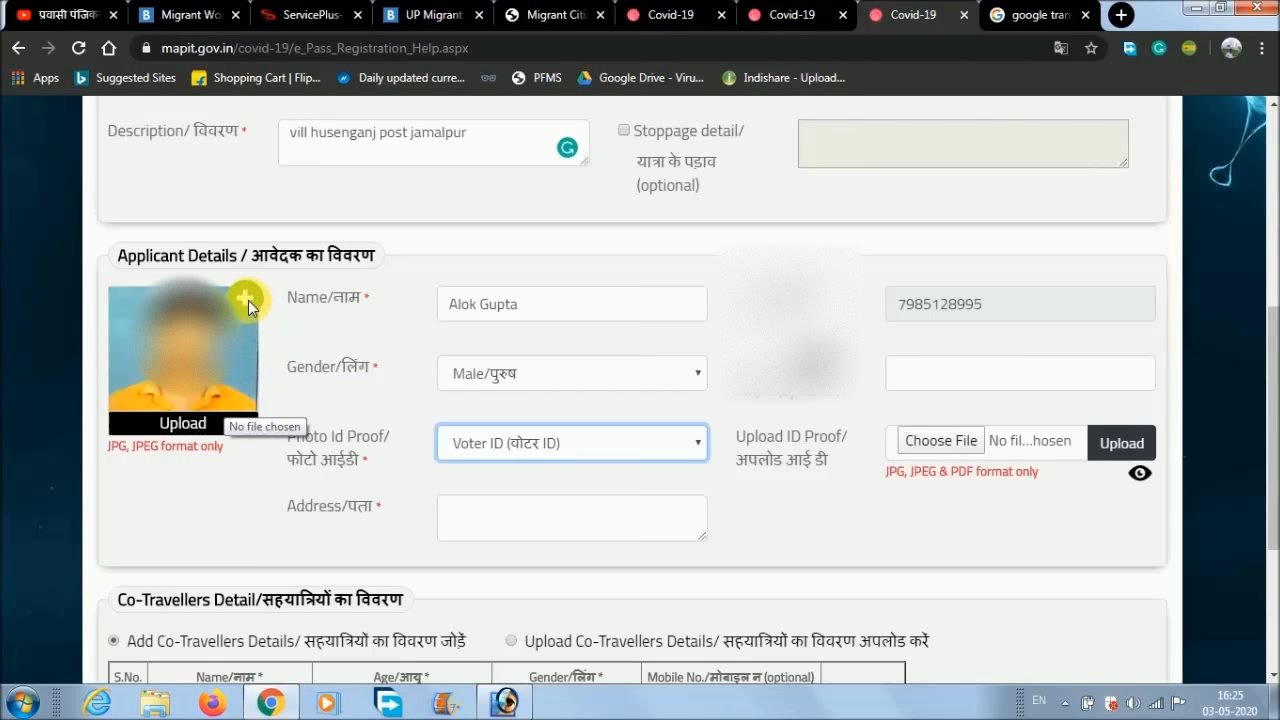 प्रवासी पंजिक
Migrant Wo
ServicePlus-
UP Migrant
Migrant Citi
Covid-19
Covid-19
Covid-19
google tran
mapit.gov.in/covid-19/e_Pass_Registration_Help.aspx
Apps
Suggested Sites
Shopping Cart | Flip...
Daily updated curre...
PFMS
Google Drive - Viru...
Indishare - Upload...
Description/ विवरण *
vill husenganj post jamalpur
Stoppage detail/
यात्रा के पड़ाव
(optional)
Applicant Details / आवेदक का विवरण
Name/नाम *
Alok Gupta
7985128995
Gender/लिंग *
Male/पुरुष
Upload
No file chosen
JPG, JPEG format only
Photo Id Proof/
फोटो आईडी *
Voter ID (वोटर ID)
Upload ID Proof/
अपलोड आई डी
Choose File No fil...hosen
Upload
JPG, JPEG & PDF format only
Address/पता *
Co-Travellers Detail/सहयात्रियों का विवरण
Add Co-Travellers Details/ सहयात्रियों का विवरण जोड़ें
Upload Co-Travellers Details/ सहयात्रियों का विवरण अपलोड करें
S.No.
Name/नाम *
Age/आयु *
Gender/लिंग *
Mobile No./मोबाइल न (optional)
EN
16:25
03-05-2020